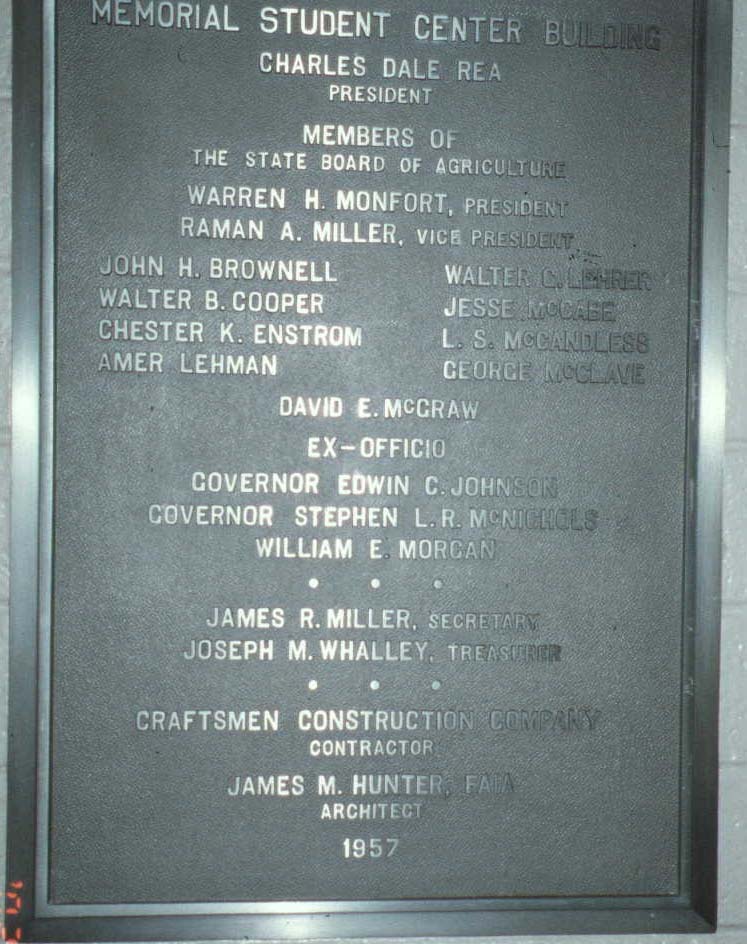 MEMORIAL STUDENT CENTER BUILDING
CHARLES DALE REA
PRESIDENT
MEMBERS OF
THE STATE BOARD OF AGRICULTURE
WARREN H. MONFORT, PRESIDENT
RAMAN A. MILLER, VICE PRESIDENT
JOHN H. BROWNELL WALTER C. LEHRER
WALTER B. COOPER JESSE McCABE
CHESTER K. ENSTROM L. S. McCANDLESS
AMER LEHMAN GEORGE McCLAVE
DAVID E. McGRAW
EX-OFFICIO
GOVERNOR EDWIN C. JOHNSON
GOVERNOR STEPHEN L.R. McNICHOLS
WILLIAM E. MORGAN
• • •
JAMES R. MILLER, SECRETARY
JOSEPH M. WHALLEY, TREASURER
• • •
CRAFTSMEN CONSTRUCTION COMPANY
CONTRACTOR
JAMES M. HUNTER, FAIA
ARCHITECT
1957